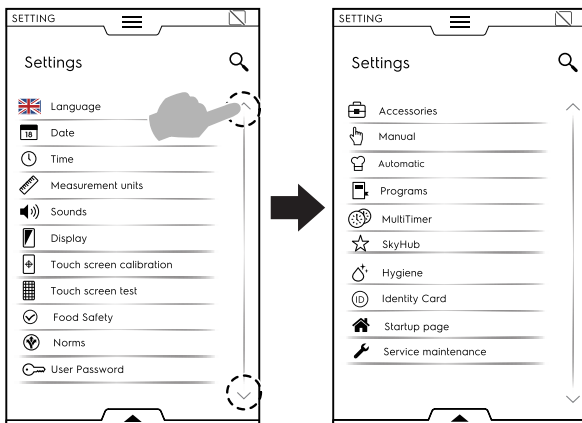 SETTING
Settings
Language
18 Date
Time
Measurement units
Sounds
Display
Touch screen calibration
Touch screen test
Food Safety
Norms
User Password
SETTING
Settings
Accessories
Manual
Automatic
Programs
MultiTimer
SkyHub
Hygiene
ID Identity Card
Startup page
Service maintenance